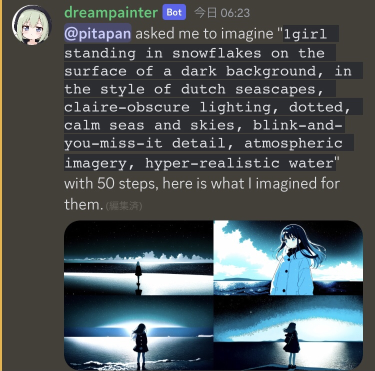 dreampainter Bot 今日 06:23
@pitapan asked me to imagine "1girl
standing in snowflakes on the
surface of a dark background, in
the style of dutch seascapes,
claire-obscure lighting, dotted,
calm seas and skies, blink-and-
you-miss-it detail, atmospheric
imagery, hyper-realistic water"
with 50 steps, here is what I imagined for
them. (編集済)